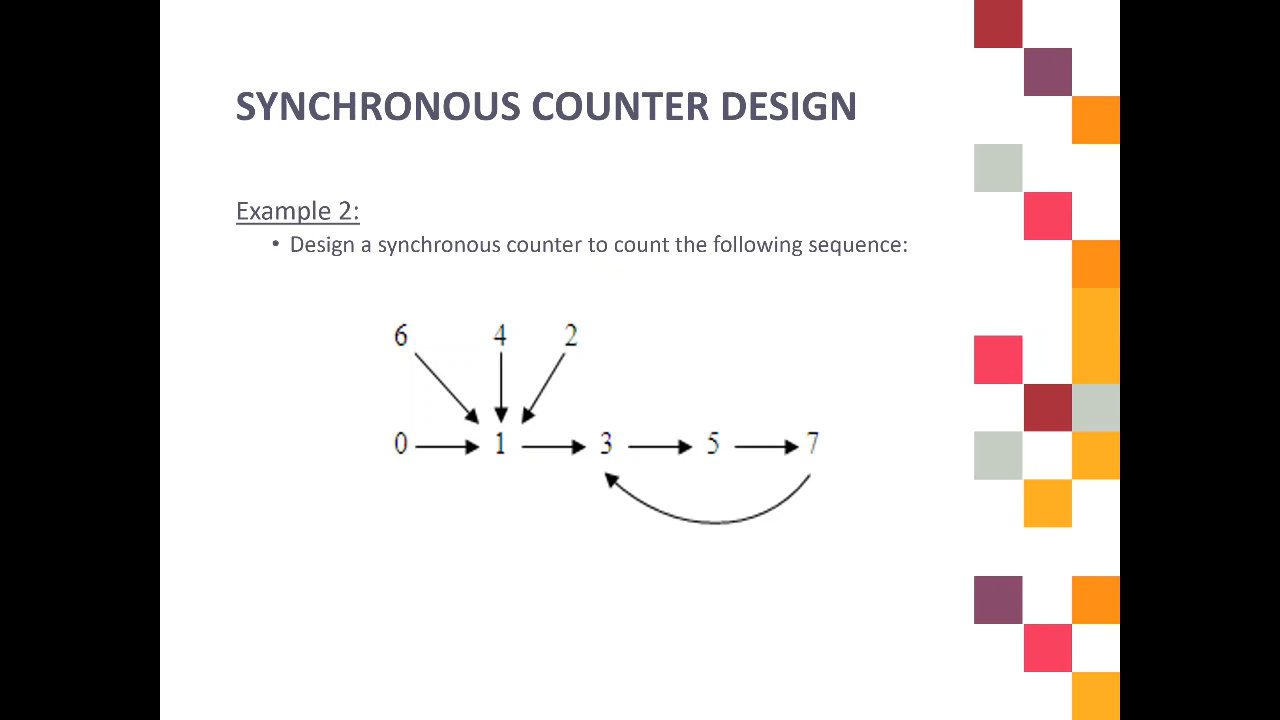 SYNCHRONOUS COUNTER DESIGN
Example 2:
• Design a synchronous counter to count the following sequence:
6 4 2
0 1 3 5 7